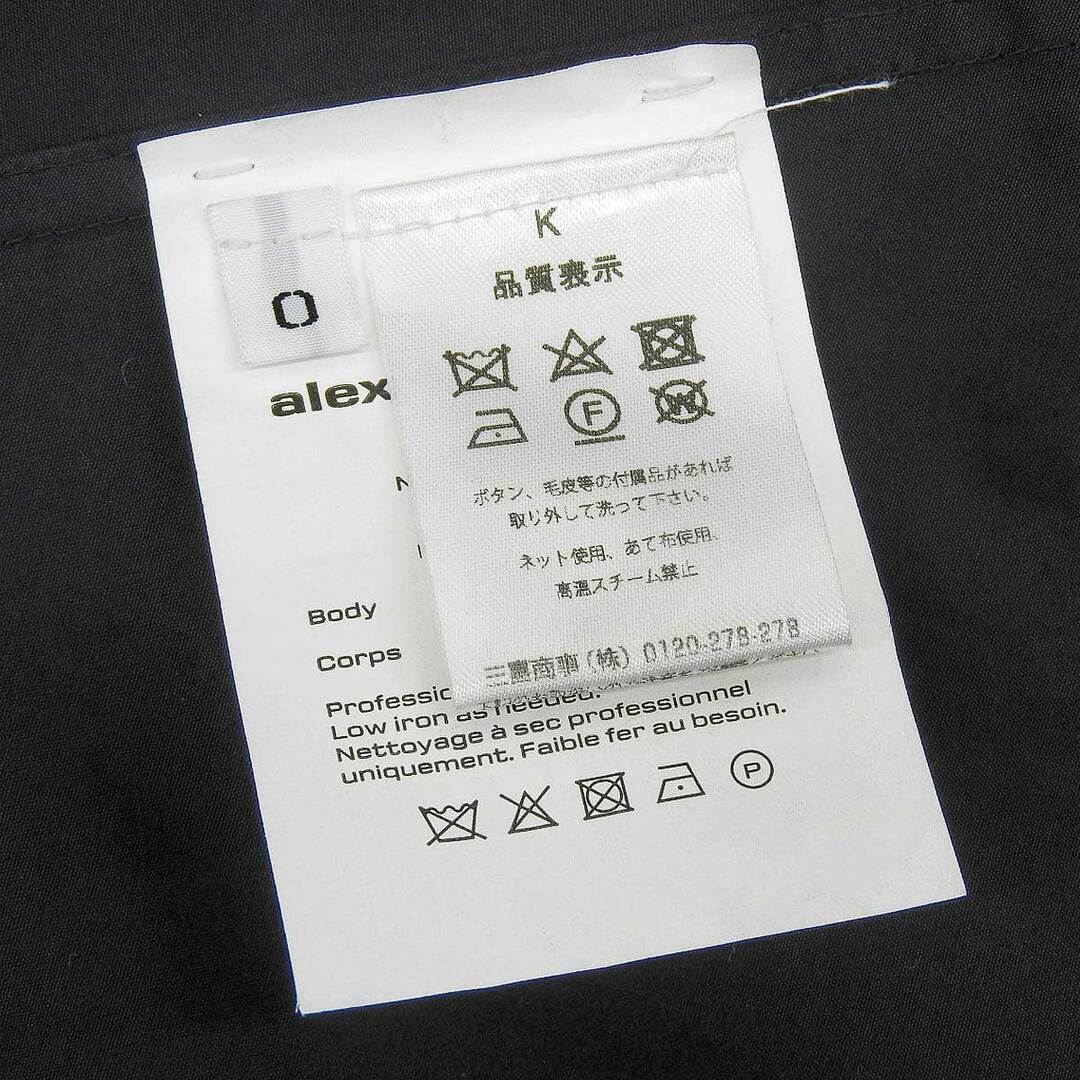 K
品質表示
F
W
ボタン、毛皮等の付属品があれば
取り外して洗って下さい。
ネット使用、あて布使用、
高温スチーム禁止
商事（株）0120-278-278
0
alex
Body
Corps
Low iron as needed.
Nettoyage à sec professionnel
uniquement. Faible fer au besoin.
P